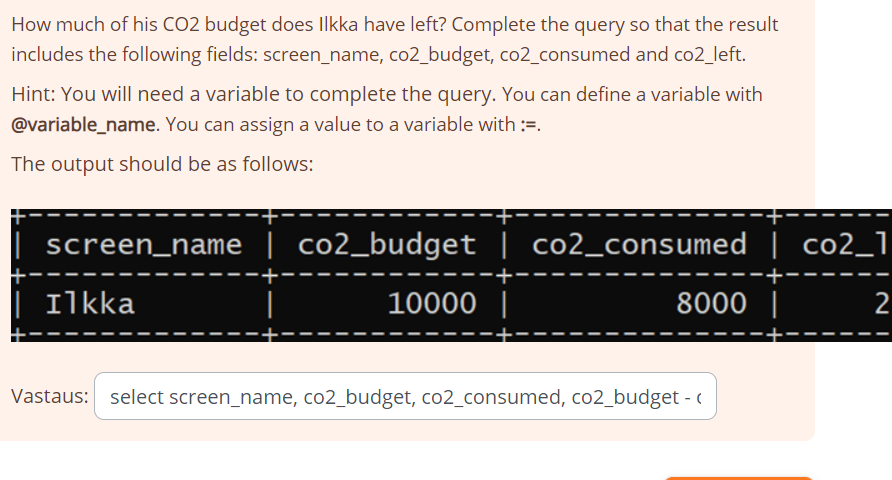 How much of his CO2 budget does Ilkka have left? Complete the query so that the result
includes the following fields: screen_name, co2_budget, co2_consumed and co2_left.
Hint: You will need a variable to complete the query. You can define a variable with
@variable_name. You can assign a value to a variable with :=.
The output should be as follows:
+-------------+------------+--------------+------
| screen_name | co2_budget | co2_consumed | co2_l
+-------------+------------+--------------+------
| Ilkka | 10000 | 8000 | 2
+-------------+------------+--------------+------
Vastaus: select screen_name, co2_budget, co2_consumed, co2_budget -